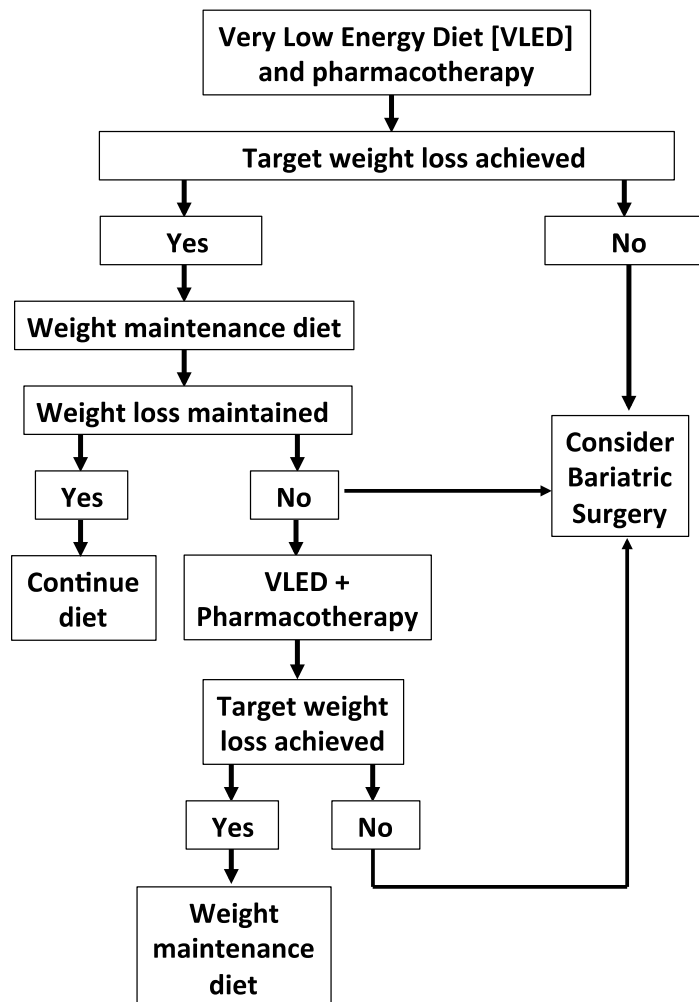 Very Low Energy Diet [VLED]
and pharmacotherapy
Target weight loss achieved
Yes
No
Weight maintenance diet
Weight loss maintained
Consider
Bariatric
Surgery
Yes
No
Continue
diet
VLED +
Pharmacotherapy
Target weight
loss achieved
Yes
No
Weight
maintenance
diet